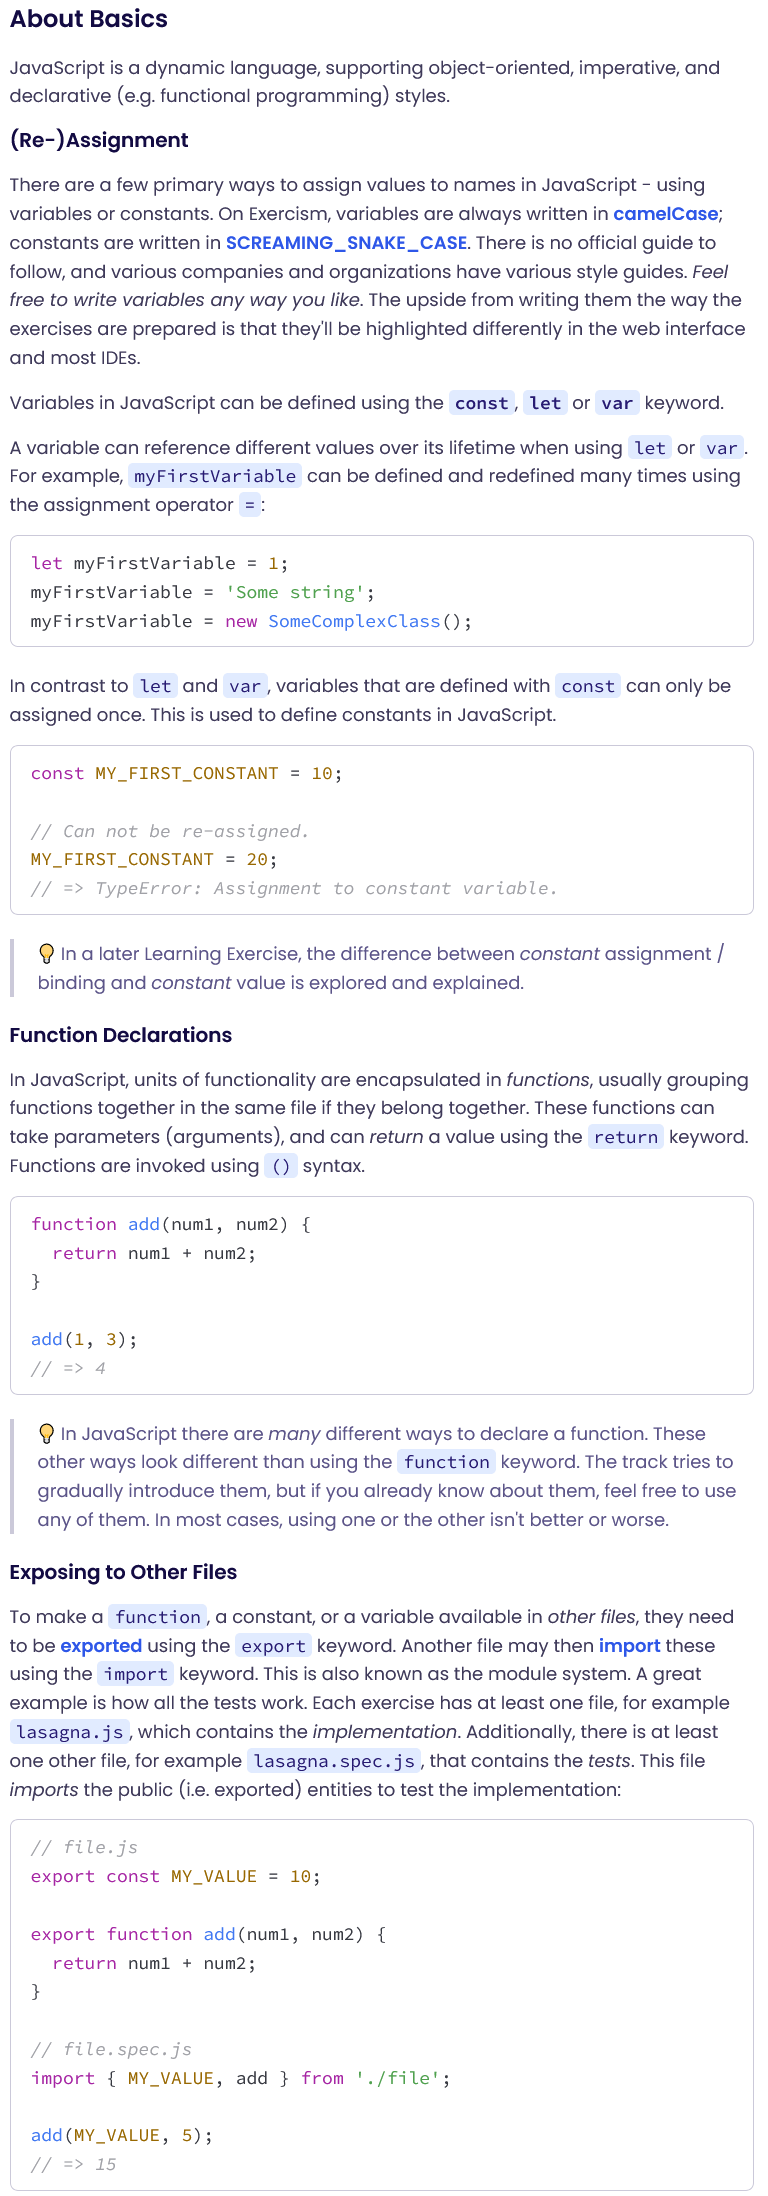 About Basics
JavaScript is a dynamic language, supporting object-oriented, imperative, and
declarative (e.g. functional programming) styles.
(Re-)Assignment
There are a few primary ways to assign values to names in JavaScript - using
variables or constants. On Exercism, variables are always written in camelCase;
constants are written in SCREAMING_SNAKE_CASE. There is no official guide to
follow, and various companies and organizations have various style guides. Feel
free to write variables any way you like. The upside from writing them the way the
exercises are prepared is that they'll be highlighted differently in the web interface
and most IDEs.
Variables in JavaScript can be defined using the const, let or var keyword.
A variable can reference different values over its lifetime when using let or var.
For example, myFirstVariable can be defined and redefined many times using
the assignment operator =:
let myFirstVariable = 1;
myFirstVariable = 'Some string';
myFirstVariable = new SomeComplexClass();
In contrast to let and var, variables that are defined with const can only be
assigned once. This is used to define constants in JavaScript.
const MY_FIRST_CONSTANT = 10;
// Can not be re-assigned.
MY_FIRST_CONSTANT = 20;
// => TypeError: Assignment to constant variable.
💡 In a later Learning Exercise, the difference between constant assignment /
binding and constant value is explored and explained.
Function Declarations
In JavaScript, units of functionality are encapsulated in functions, usually grouping
functions together in the same file if they belong together. These functions can
take parameters (arguments), and can return a value using the return keyword.
Functions are invoked using () syntax.
function add(num1, num2) {
  return num1 + num2;
}
add(1, 3);
// => 4
💡 In JavaScript there are many different ways to declare a function. These
other ways look different than using the function keyword. The track tries to
gradually introduce them, but if you already know about them, feel free to use
any of them. In most cases, using one or the other isn't better or worse.
Exposing to Other Files
To make a function, a constant, or a variable available in other files, they need
to be exported using the export keyword. Another file may then import these
using the import keyword. This is also known as the module system. A great
example is how all the tests work. Each exercise has at least one file, for example
lasagna.js, which contains the implementation. Additionally, there is at least
one other file, for example lasagna.spec.js, that contains the tests. This file
imports the public (i.e. exported) entities to test the implementation:
// file.js
export const MY_VALUE = 10;
export function add(num1, num2) {
  return num1 + num2;
}
// file.spec.js
import { MY_VALUE, add } from './file';
add(MY_VALUE, 5);
// => 15